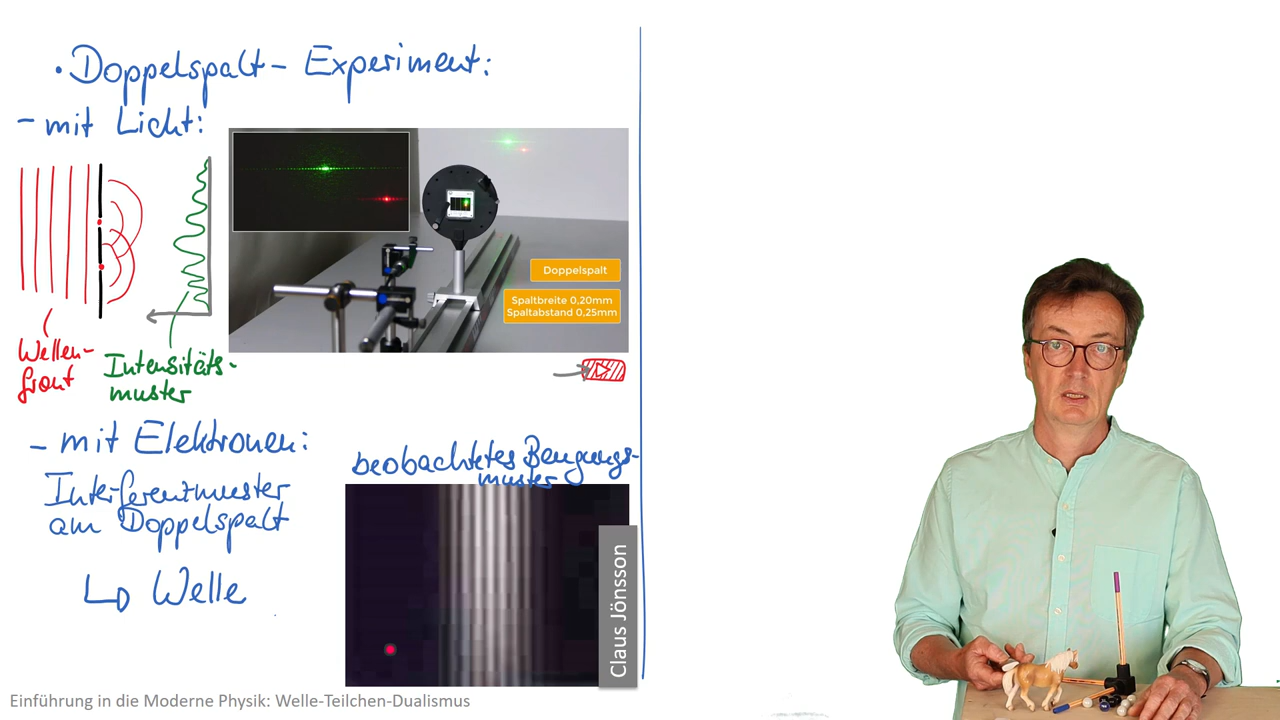 • Doppelspalt - Experiment:
- mit Licht:
Doppelspalt
Spaltbreite 0,20mm
Spaltabstand 0,25mm
Wellen-
front
Intensitäts-
muster
- mit Elektronen:
Interferenzmuster
am Doppelspalt
↳ Welle
beobachtetes Beugungs-
muster
Claus Jönsson
Einführung in die Moderne Physik: Welle-Teilchen-Dualismus